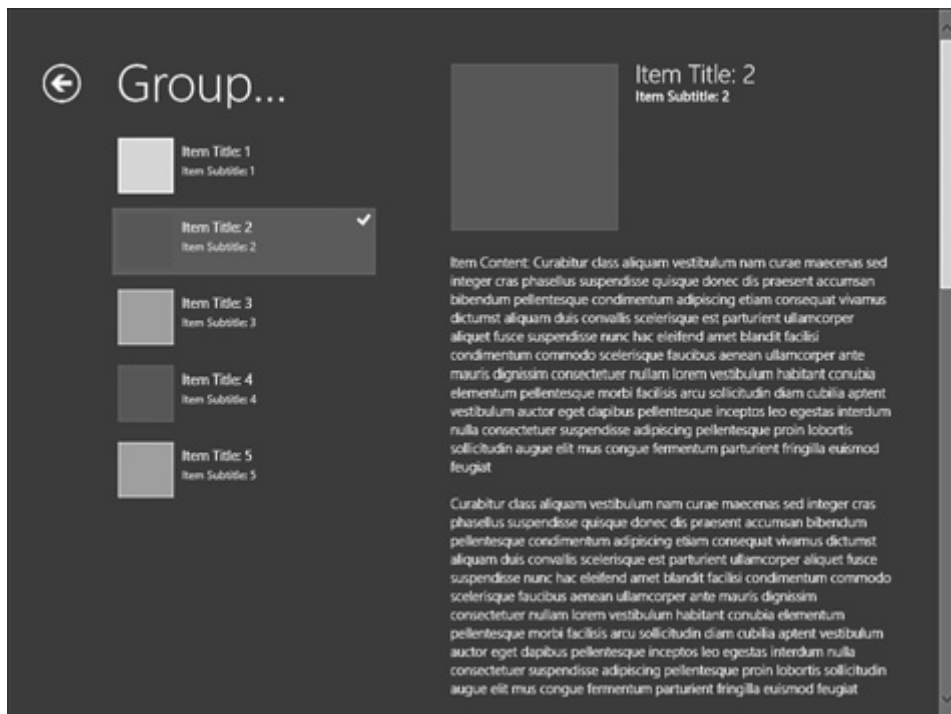 Group...
Item Title: 1
Item Subtitle: 1
Item Title: 2
Item Subtitle: 2
Item Title: 3
Item Subtitle: 3
Item Title: 4
Item Subtitle: 4
Item Title: 5
Item Subtitle: 5
Item Title: 2
Item Subtitle: 2
Item Content: Curabitur class aliquam vestibulum nam curae maecenas sed
integer cras phasellus suspendisse quisque donec dis praesent accumsan
bibendum pellentesque condimentum adipiscing etiam consequat vivamus
dictumst aliquam duis convallis scelerisque est parturient ullamcorper
aliquet fusce suspendisse nunc hac eleifend amet blandit facilisi
condimentum commodo scelerisque faucibus aenean ullamcorper ante
mauris dignissim consectetuer nullam lorem vestibulum habitant conubia
elementum pellentesque morbi facilisis arcu sollicitudin diam cubilia aptent
vestibulum auctor eget dapibus pellentesque inceptos leo egestas interdum
nulla consectetuer suspendisse adipiscing pellentesque proin lobortis
sollicitudin augue elit mus congue fermentum parturient fringilla euismod
feugiat
Curabitur class aliquam vestibulum nam curae maecenas sed integer cras
phasellus suspendisse quisque donec dis praesent accumsan bibendum
pellentesque condimentum adipiscing etiam consequat vivamus dictumst
aliquam duis convallis scelerisque est parturient ullamcorper aliquet fusce
suspendisse nunc hac eleifend amet blandit facilisi condimentum commodo
scelerisque faucibus aenean ullamcorper ante mauris dignissim
consectetuer nullam lorem vestibulum habitant conubia elementum
pellentesque morbi facilisis arcu sollicitudin diam cubilia aptent vestibulum
auctor eget dapibus pellentesque inceptos leo egestas interdum nulla
consectetuer suspendisse adipiscing pellentesque proin lobortis sollicitudin
augue elit mus congue fermentum parturient fringilla euismod feugiat